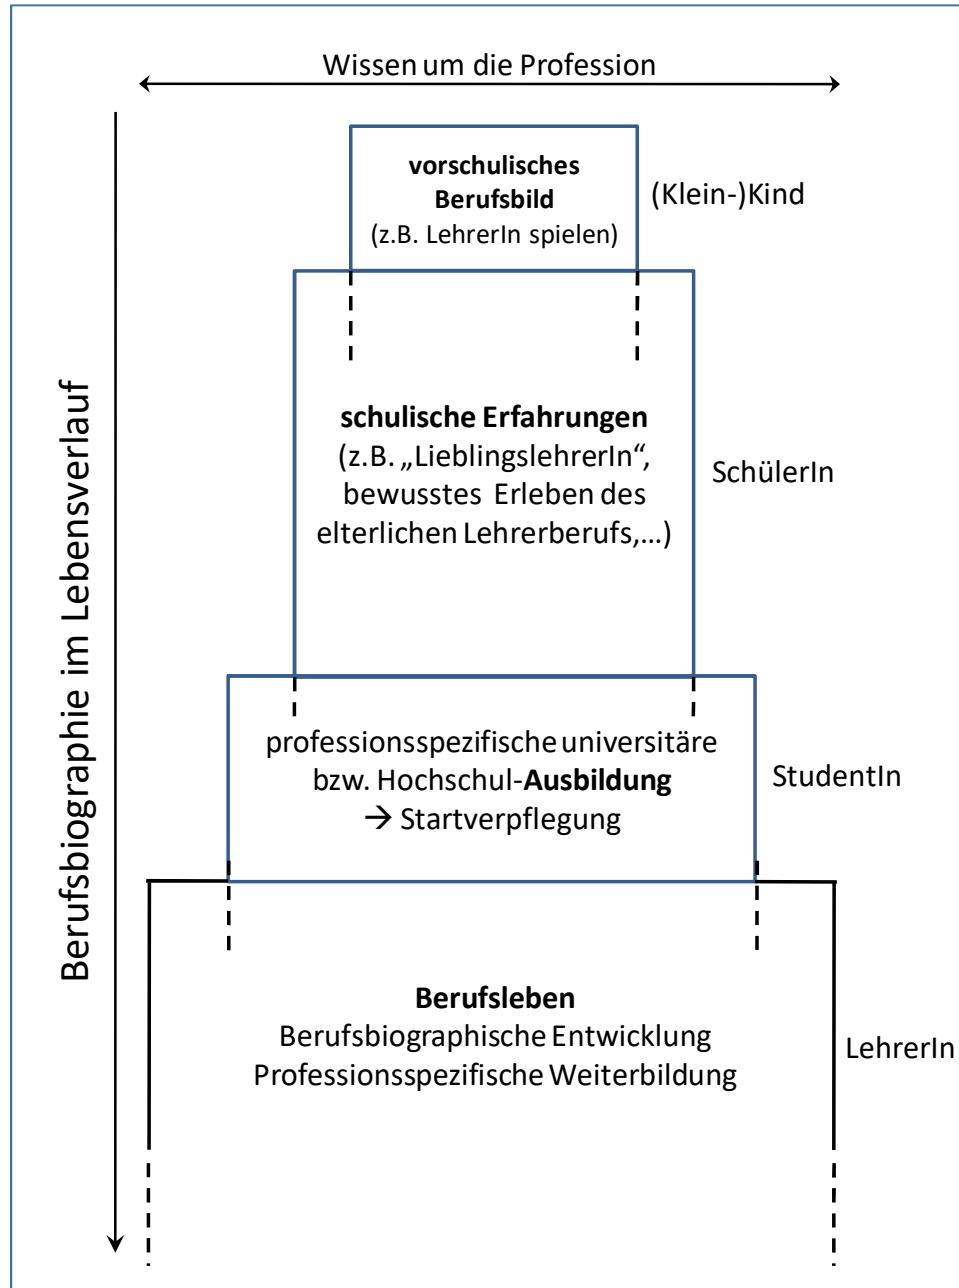 Wissen um die Profession
Berufsbiographie im Lebensverlauf
vorschulisches
Berufsbild
(z.B. LehrerIn spielen)
(Klein-)Kind
schulische Erfahrungen
(z.B. „LieblingslehrerIn“,
bewusstes Erleben des
elterlichen Lehrerberufs,...)
SchülerIn
professionsspezifische universitäre
bzw. Hochschul-Ausbildung
→ Startverpflegung
StudentIn
Berufsleben
Berufsbiographische Entwicklung
Professionsspezifische Weiterbildung
LehrerIn